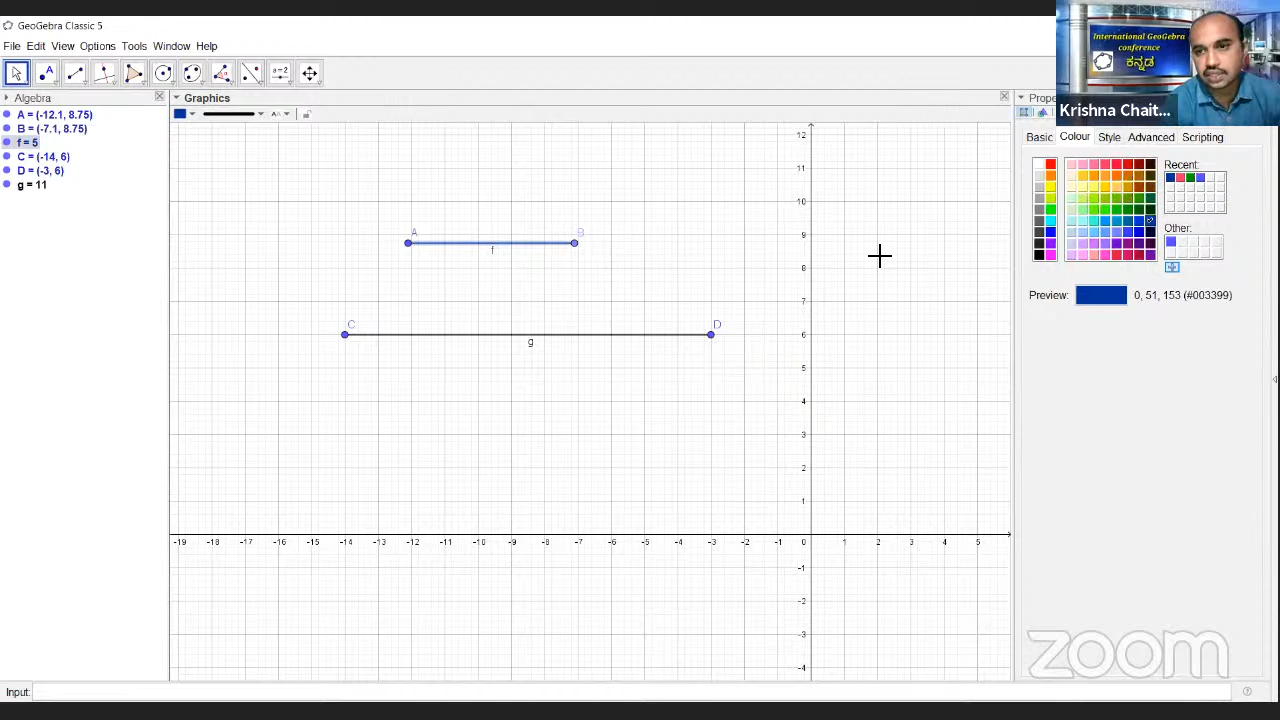 GeoGebra Classic 5
File Edit View Options Tools Window Help
International GeoGebra
conference
ಕನ್ನಡ
Krishna Chait...
A
a=2
Algebra
Graphics
Prope
A = (-12.1, 8.75)
B = (-7.1, 8.75)
f = 5
C = (-14, 6)
D = (-3, 6)
g = 11
AA
Basic Colour Style Advanced Scripting
Recent:
Other:
Preview: 0, 51, 153 (#003399)
12
11
10
9
8
7
6
5
4
3
2
1
A B
f
C D
g
-19 -18 -17 -16 -15 -14 -13 -12 -11 -10 -9 -8 -7 -6 -5 -4 -3 -2 -1 0 1 2 3 4 5
-1
-2
-3
-4
zoom
Input: